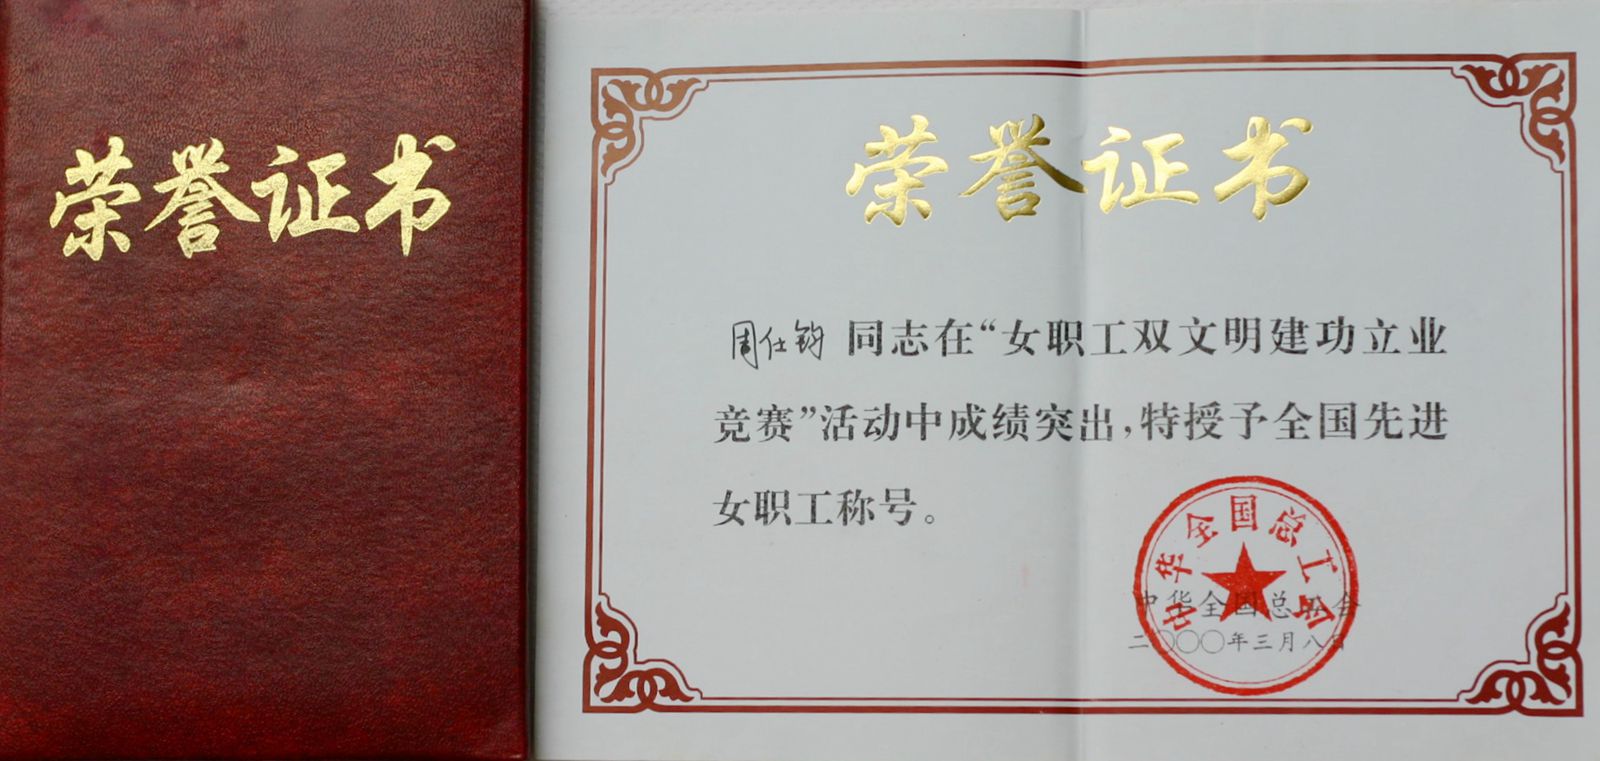 荣誉证书
荣誉证书
周仕钧 同志在“女职工双文明建功立业
竞赛”活动中成绩突出,特授予全国先进
女职工称号。
中华全国总工会
中华全国总工会
二〇〇〇年三月八日